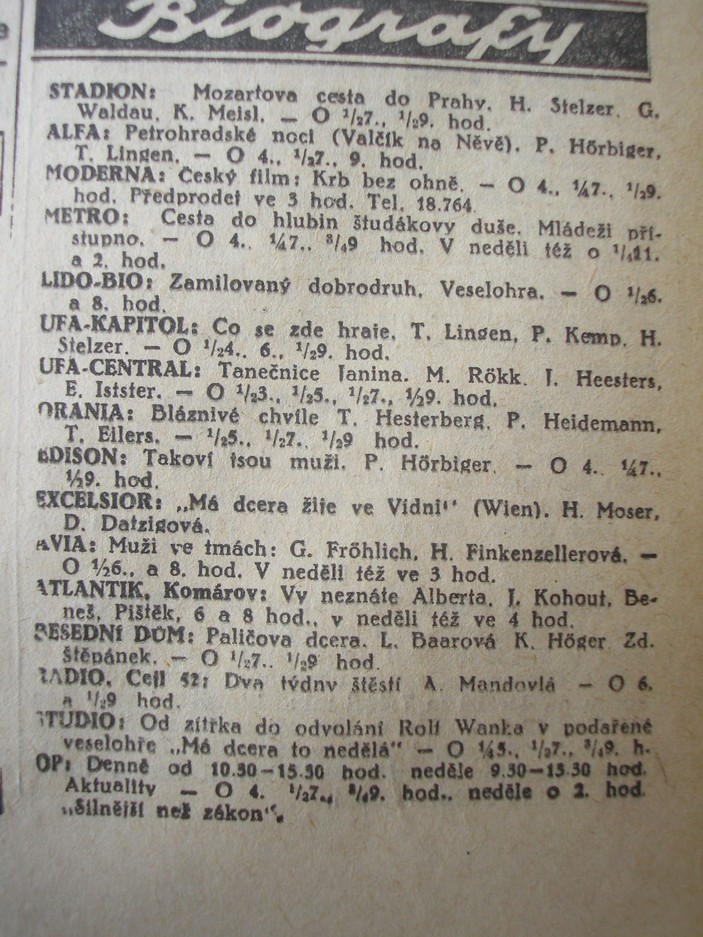 Biografy
STADION: Mozartova cesta do Prahy. H. Stelzer. G.
Waldau. K. Meisl. — O ½7., ½9. hod.
ALFA: Petrohradské noci (Valčík na Něvě). P. Hörbiger,
T. Lingen. — O 4., ½7., 9. hod.
MODERNA: Český film: Krb bez ohně. — O 4., ¼7., ½9.
hod. Předprodej ve 3 hod. Tel. 18.764.
METRO: Cesta do hlubin študákovy duše. Mládeži pří-
stupno. — O 4., ¼7., ¾9 hod. V neděli též o ¼11.
a 2. hod.
LIDO-BIO: Zamilovaný dobrodruh. Veselohra. — O ½6.
a 8. hod.
UFA-KAPITOL: Co se zde hraje. T. Lingen, P. Kemp. H.
Stelzer. — O ½4., 6., ½9. hod.
UFA-CENTRAL: Tanečnice Janina. M. Rökk. J. Heesters,
E. Istster. — O ½3., ½5., ½7., ½9. hod.
ORANIA: Bláznivé chvíle T. Hesterberg. P. Heidemann,
T. Eilers. — ½5., ½7., ½9 hod.
EDISON: Takoví jsou muži. P. Hörbiger. — O 4., ¼7.,
½9. hod.
EXCELSIOR: „Má dcera žije ve Vídni" (Wien). H. Moser,
D. Datzigová.
AVIA: Muži ve tmách: G. Fröhlich, H. Finkenzellerová. —
O ½6., a 8. hod. V neděli též ve 3 hod.
ATLANTIK, Komárov: Vy neznáte Alberta. J. Kohout, Be-
neš, Pištěk, 6 a 8 hod., v neděli též ve 4 hod.
BESEDNÍ DŮM: Paličova dcera. L. Baarová K. Höger Zd.
Štěpánek. — O ½7., ½9 hod.
RADIO, Cejl 52: Dva týdny štěstí A. Mandovlá — O 6.
a ½9 hod.
STUDIO: Od zítřka do odvolání Rolf Wanka v podařené
veselohře „Má dcera to nedělá" — O ¼5., ½7., ¾9. h.
OP: Denně od 10.30—15.30 hod. neděle 9.30—15.30 hod.
Aktuality — O 4. ½7., ¾9. hod., neděle o 2. hod.
„Silnější než zákon".